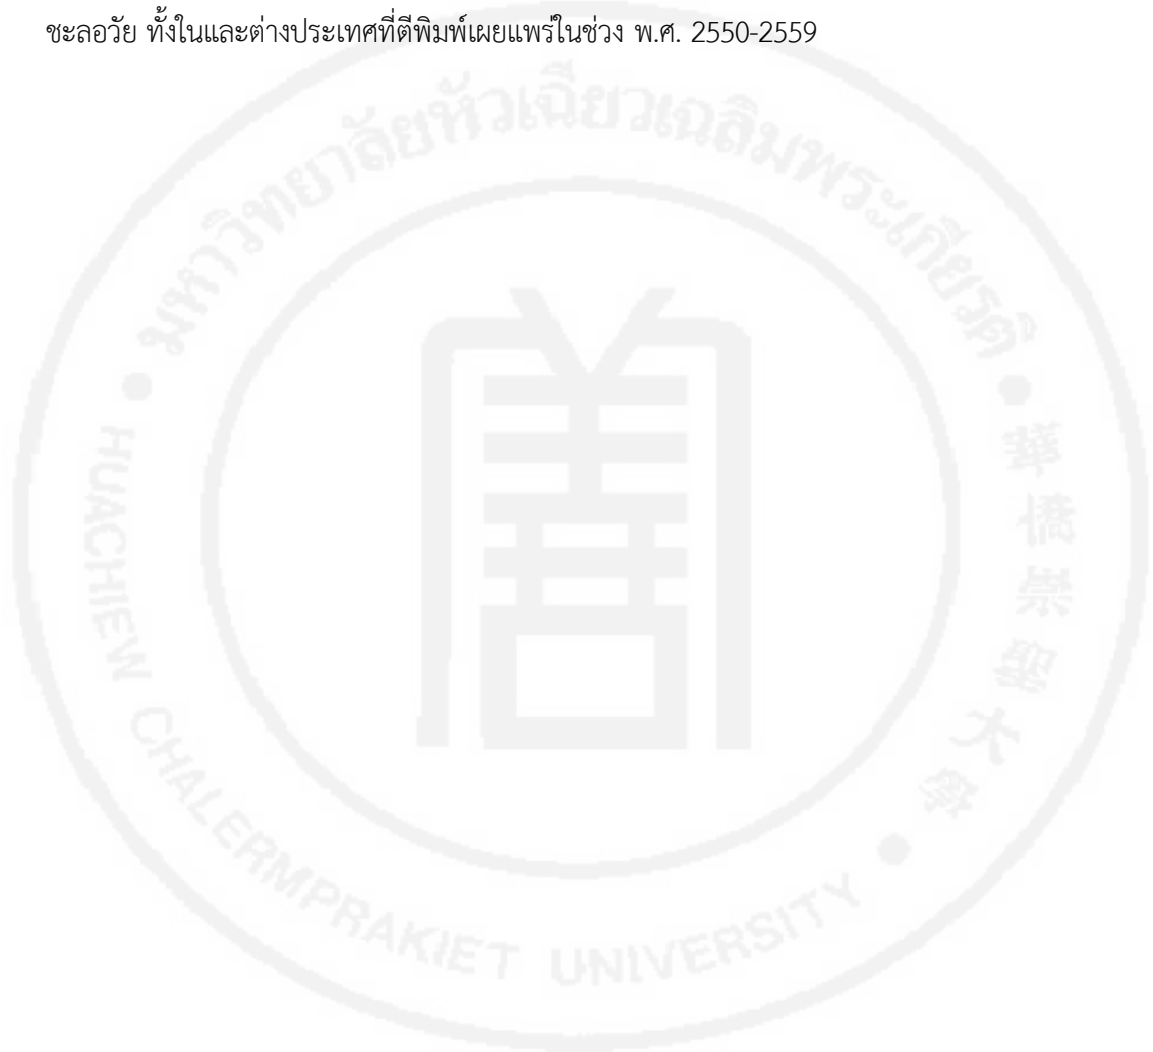 ชะลอวัย ทั้งในและต่างประเทศที่ตีพิมพ์เผยแพร่ในช่วง พ.ศ. 2550-2559
มหาวิทยาลัยหัวเฉียวเฉลิมพระเกียรติ
HUACHIEW CHALERMPRAKIET UNIVERSITY
華僑崇聖大學